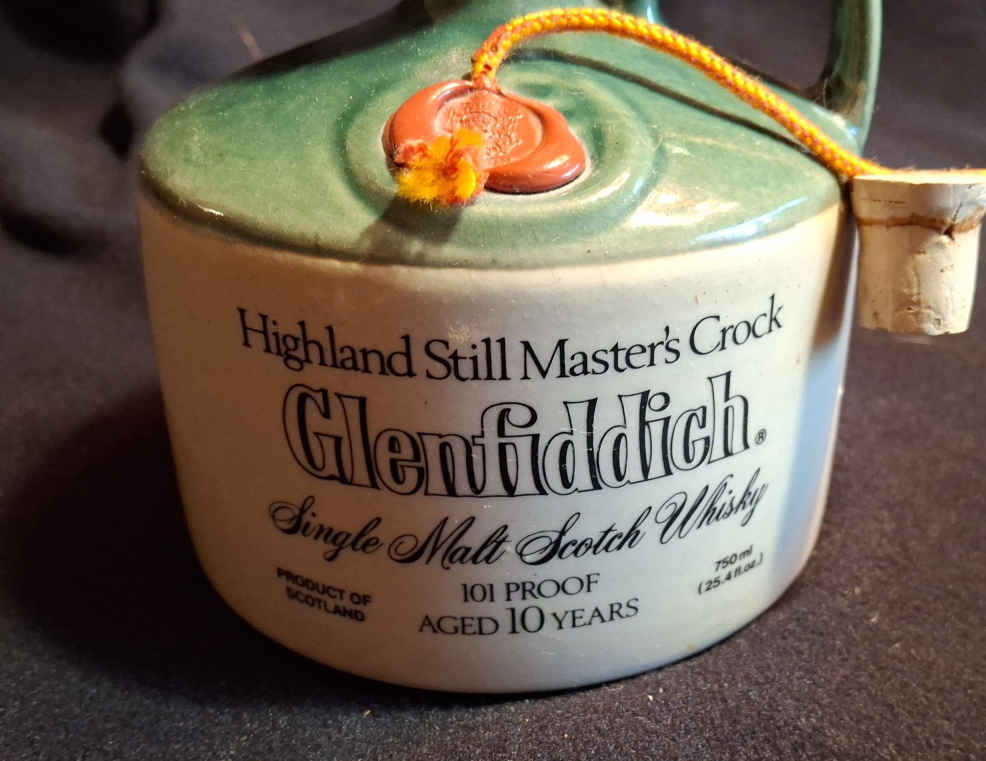 Highland Still Master's Crock
Glenfiddich®
Single Malt Scotch Whisky
PRODUCT OF
SCOTLAND
101 PROOF
AGED 10 YEARS
750 ml
(25.4 fl.oz.)